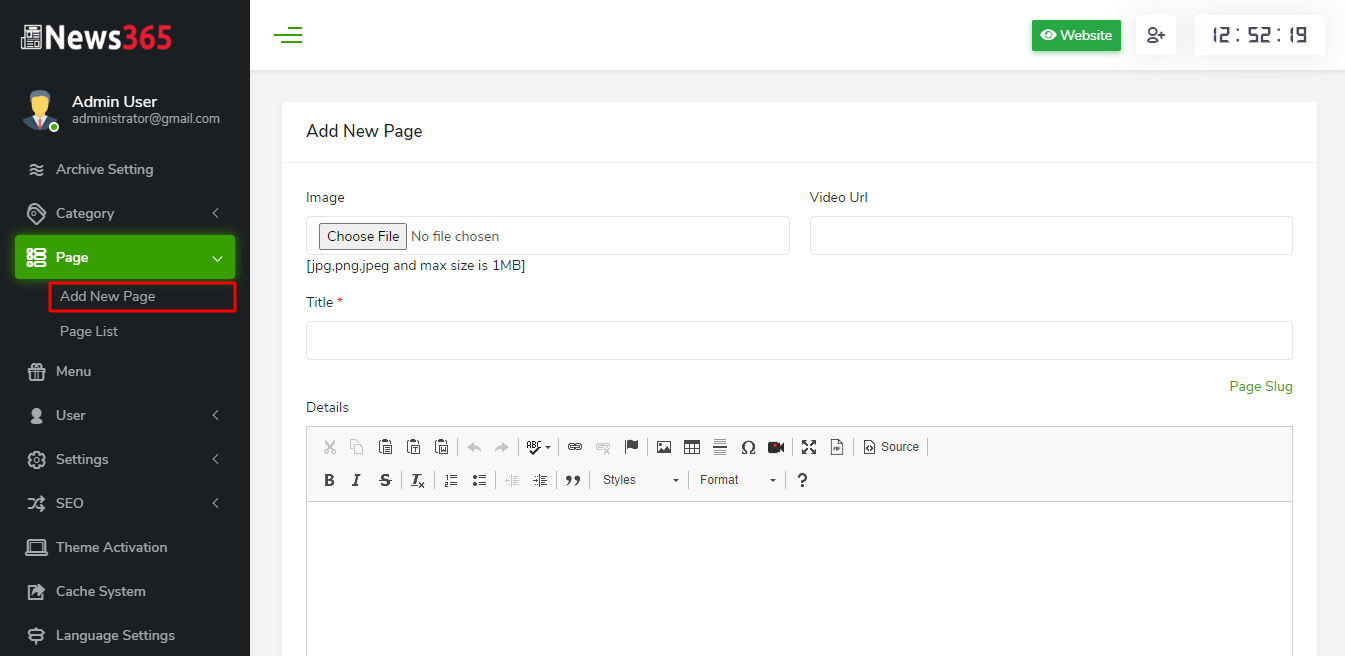 News365
Website
12:52:19
Admin User
administrator@gmail.com
Archive Setting
Category
Page
Add New Page
Page List
Menu
User
Settings
SEO
Theme Activation
Cache System
Language Settings
Add New Page
Image
Video Url
Choose File No file chosen
[jpg,png,jpeg and max size is 1MB]
Title *
Page Slug
Details
ABC
Source
B I S Ix Styles Format ?